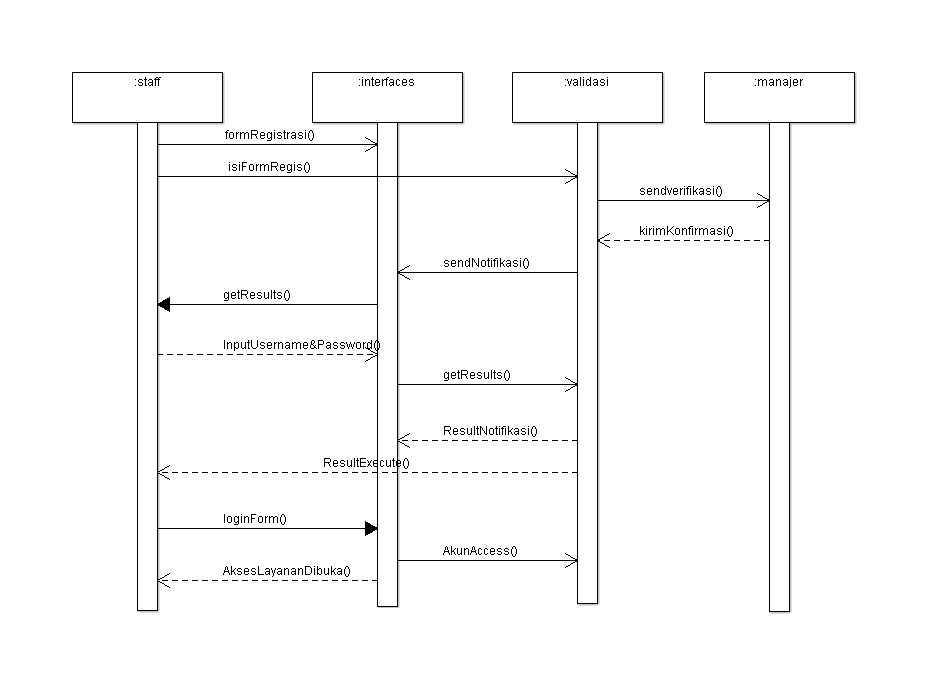 :staff
:interfaces
:validasi
:manajer
formRegistrasi()
isiFormRegis()
sendverifikasi()
kirimKonfirmasi()
sendNotifikasi()
getResults()
InputUsername&Password()
getResults()
ResultNotifikasi()
ResultExecute()
loginForm()
AkunAccess()
AksesLayananDibuka()